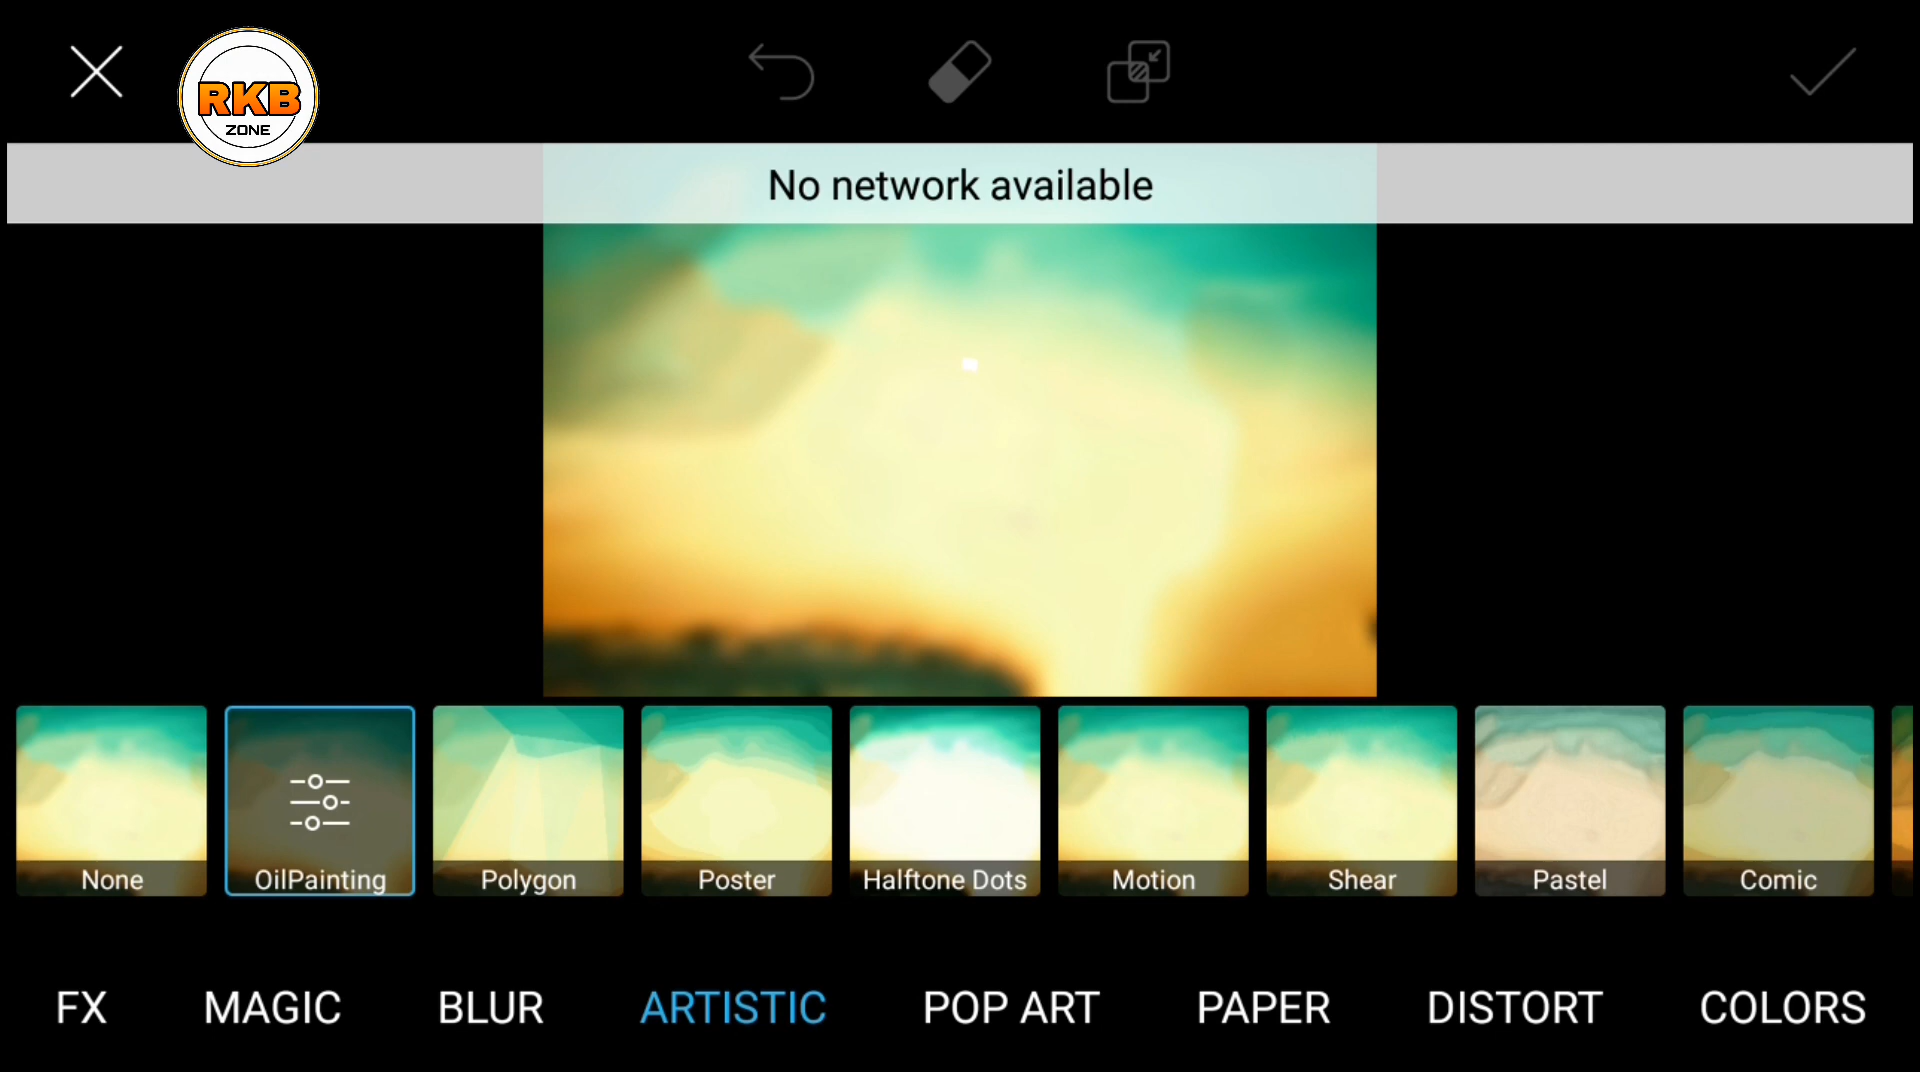 RKB
ZONE
No network available
None
OilPainting
Polygon
Poster
Halftone Dots
Motion
Shear
Pastel
Comic
FX MAGIC BLUR ARTISTIC POP ART PAPER DISTORT COLORS